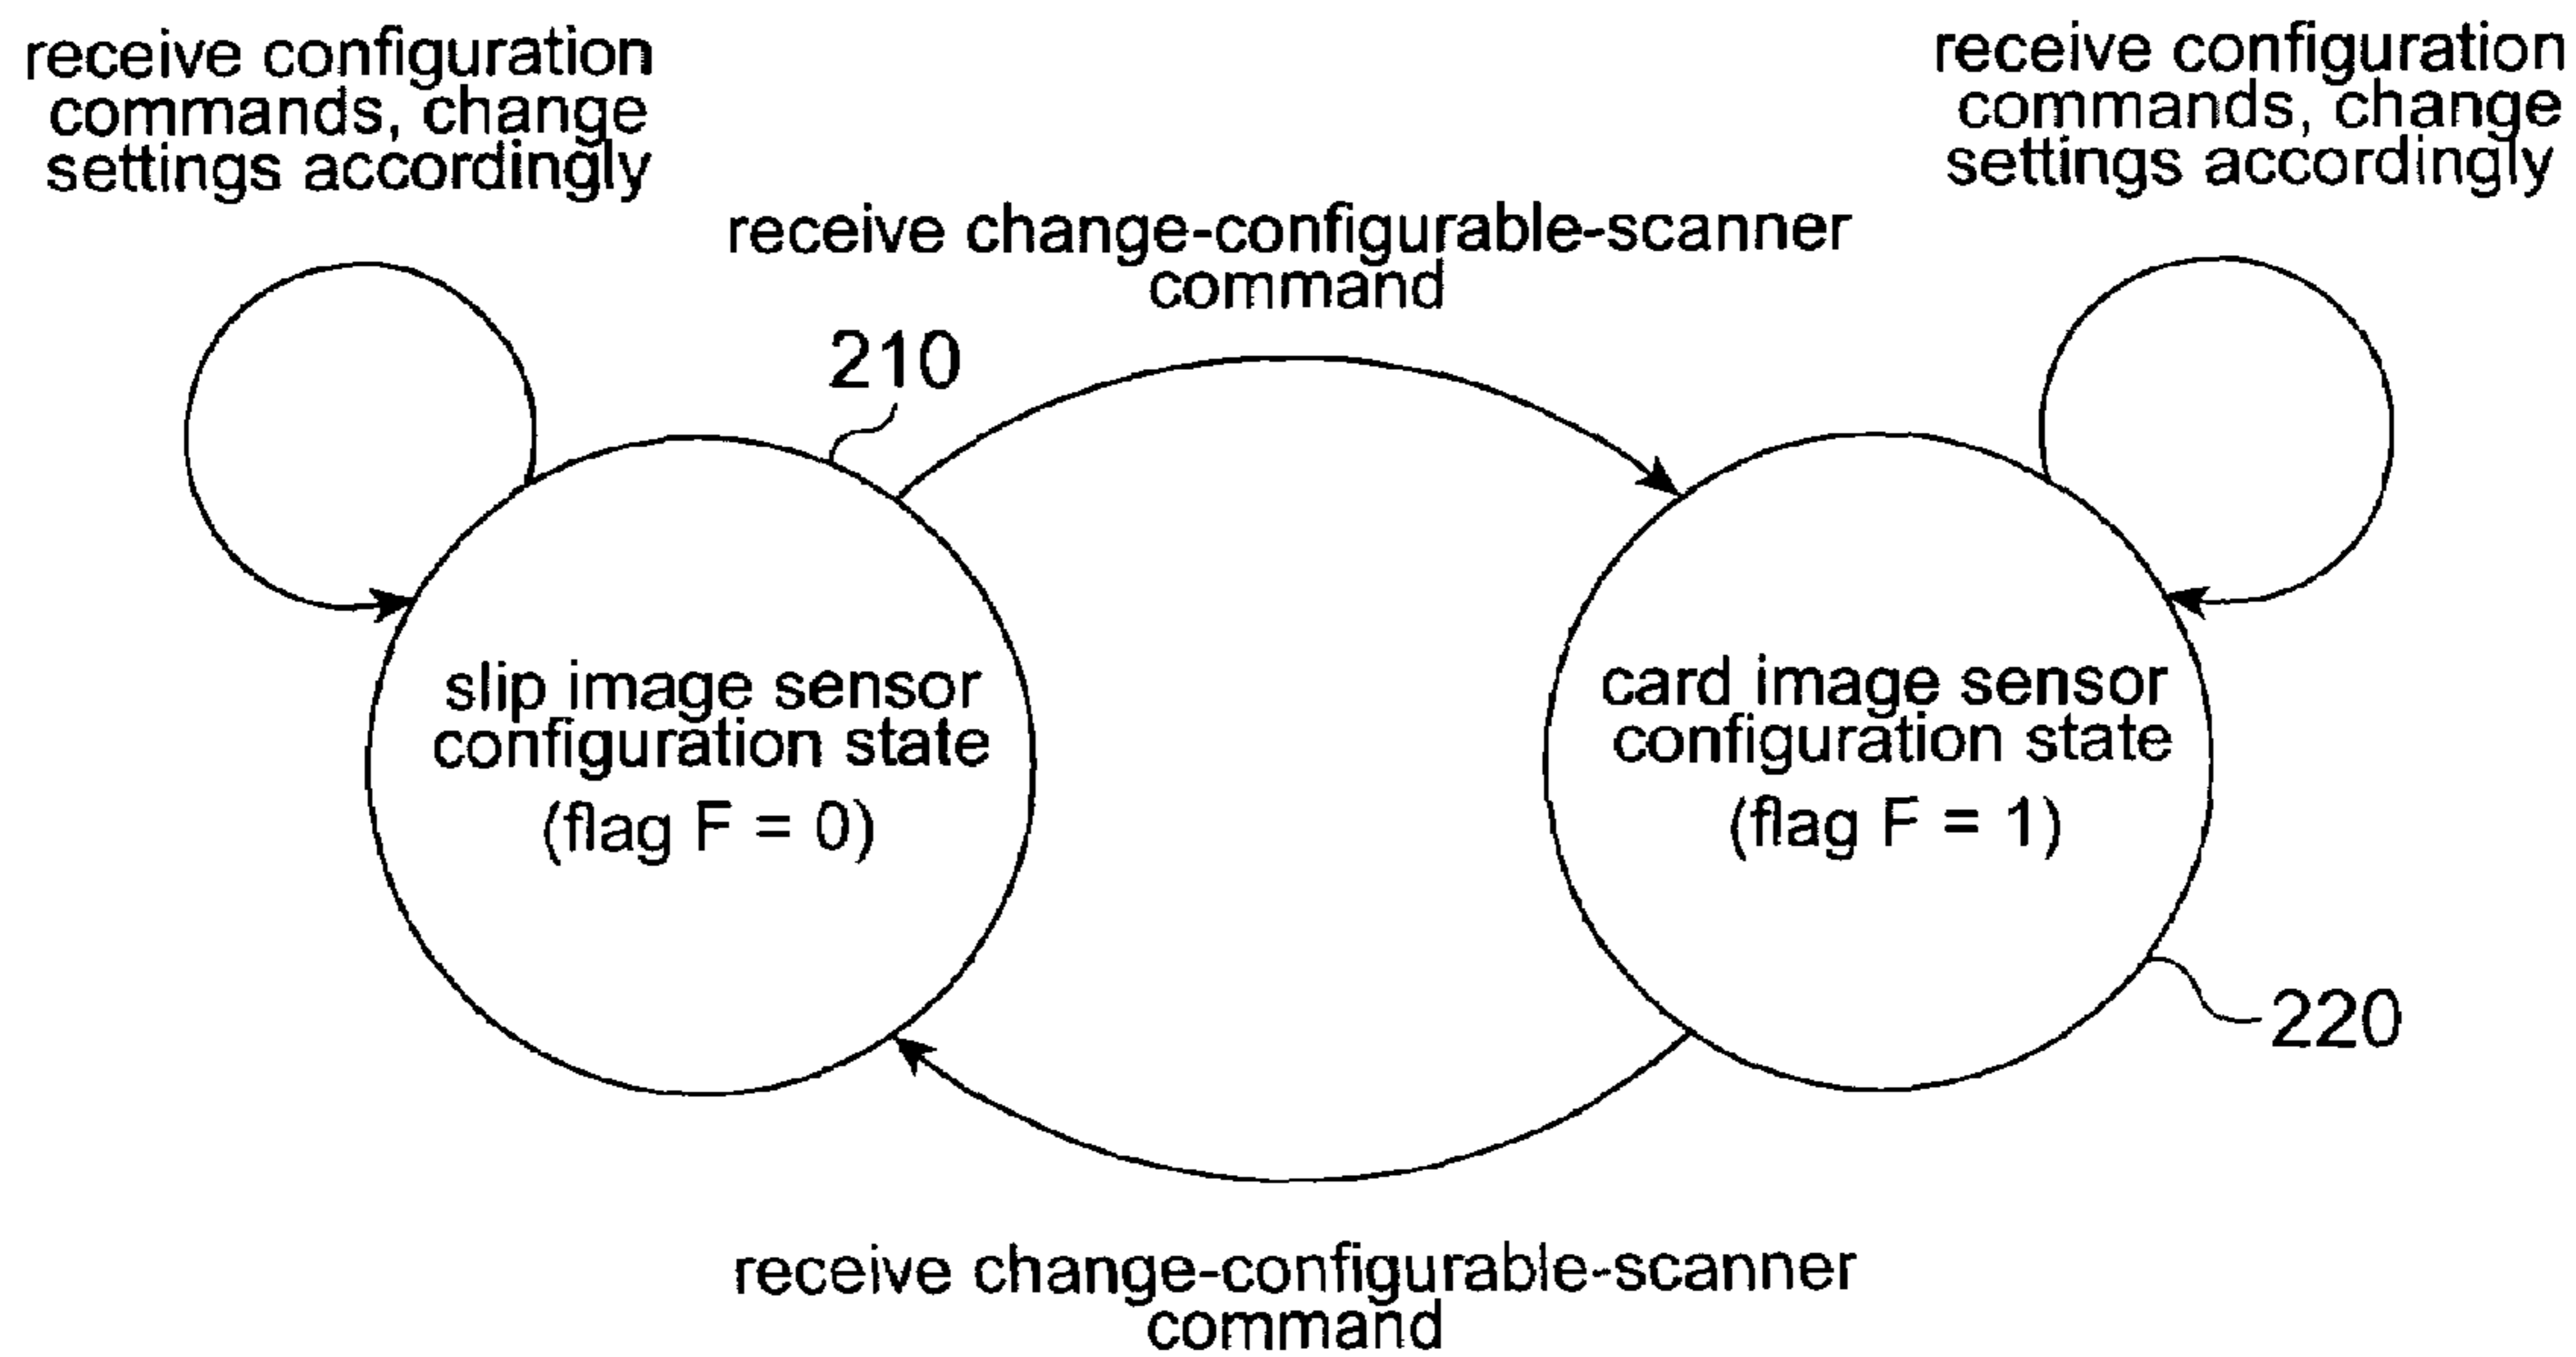 receive configuration
commands, change
settings accordingly
receive configuration
commands, change
settings accordingly
receive change-configurable-scanner
command
210
slip image sensor
configuration state
(flag F = 0)
card image sensor
configuration state
(flag F = 1)
220
receive change-configurable-scanner
command